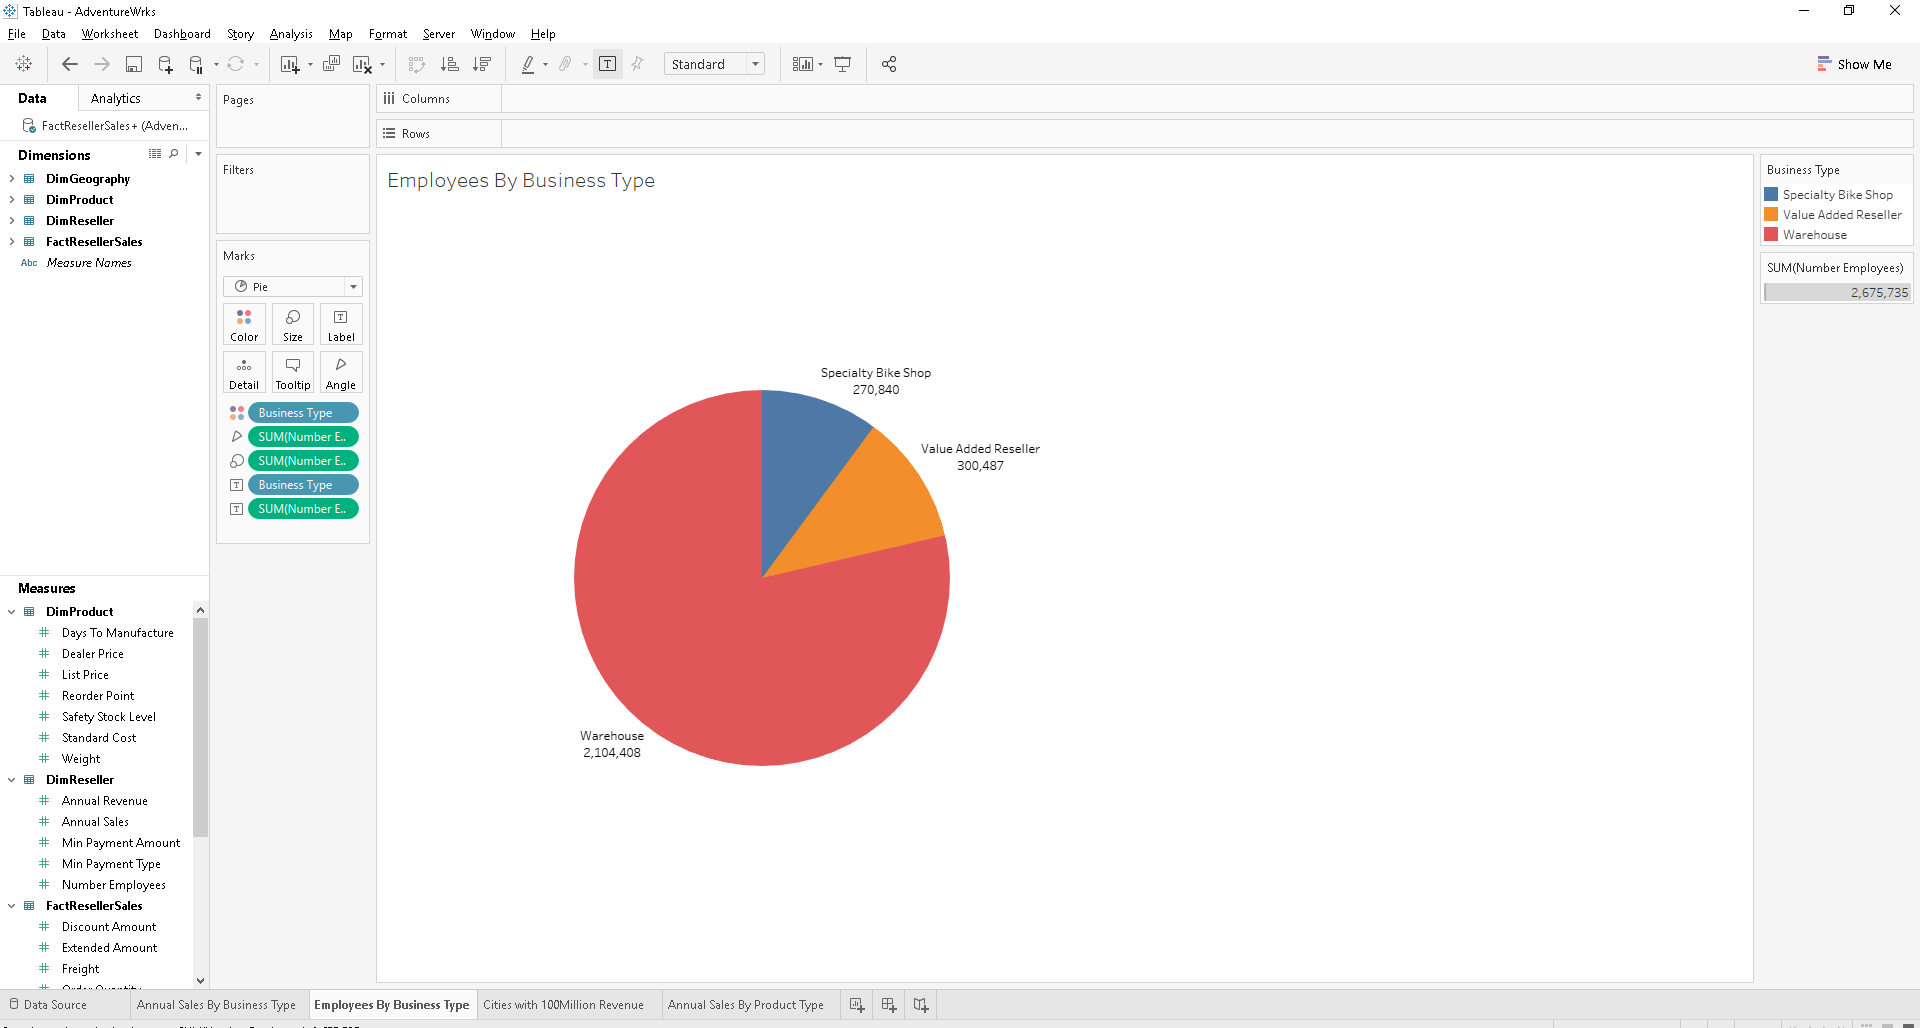 Tableau - AdventureWrks
File Data Worksheet Dashboard Story Analysis Map Format Server Window Help
Standard
Show Me
Data Analytics
FactResellerSales+ (Adven...
Dimensions
DimGeography
DimProduct
DimReseller
FactResellerSales
Abc Measure Names
Measures
DimProduct
Days To Manufacture
Dealer Price
List Price
Reorder Point
Safety Stock Level
Standard Cost
Weight
DimReseller
Annual Revenue
Annual Sales
Min Payment Amount
Min Payment Type
Number Employees
FactResellerSales
Discount Amount
Extended Amount
Freight
Order Quantity
Pages
Filters
Marks
Pie
Color Size Label
Detail Tooltip Angle
Business Type
SUM(Number E..
SUM(Number E..
Business Type
SUM(Number E..
Columns
Rows
Employees By Business Type
Specialty Bike Shop
270,840
Value Added Reseller
300,487
Warehouse
2,104,408
Business Type
Specialty Bike Shop
Value Added Reseller
Warehouse
SUM(Number Employees)
2,675,735
Data Source Annual Sales By Business Type Employees By Business Type Cities with 100Million Revenue Annual Sales By Product Type